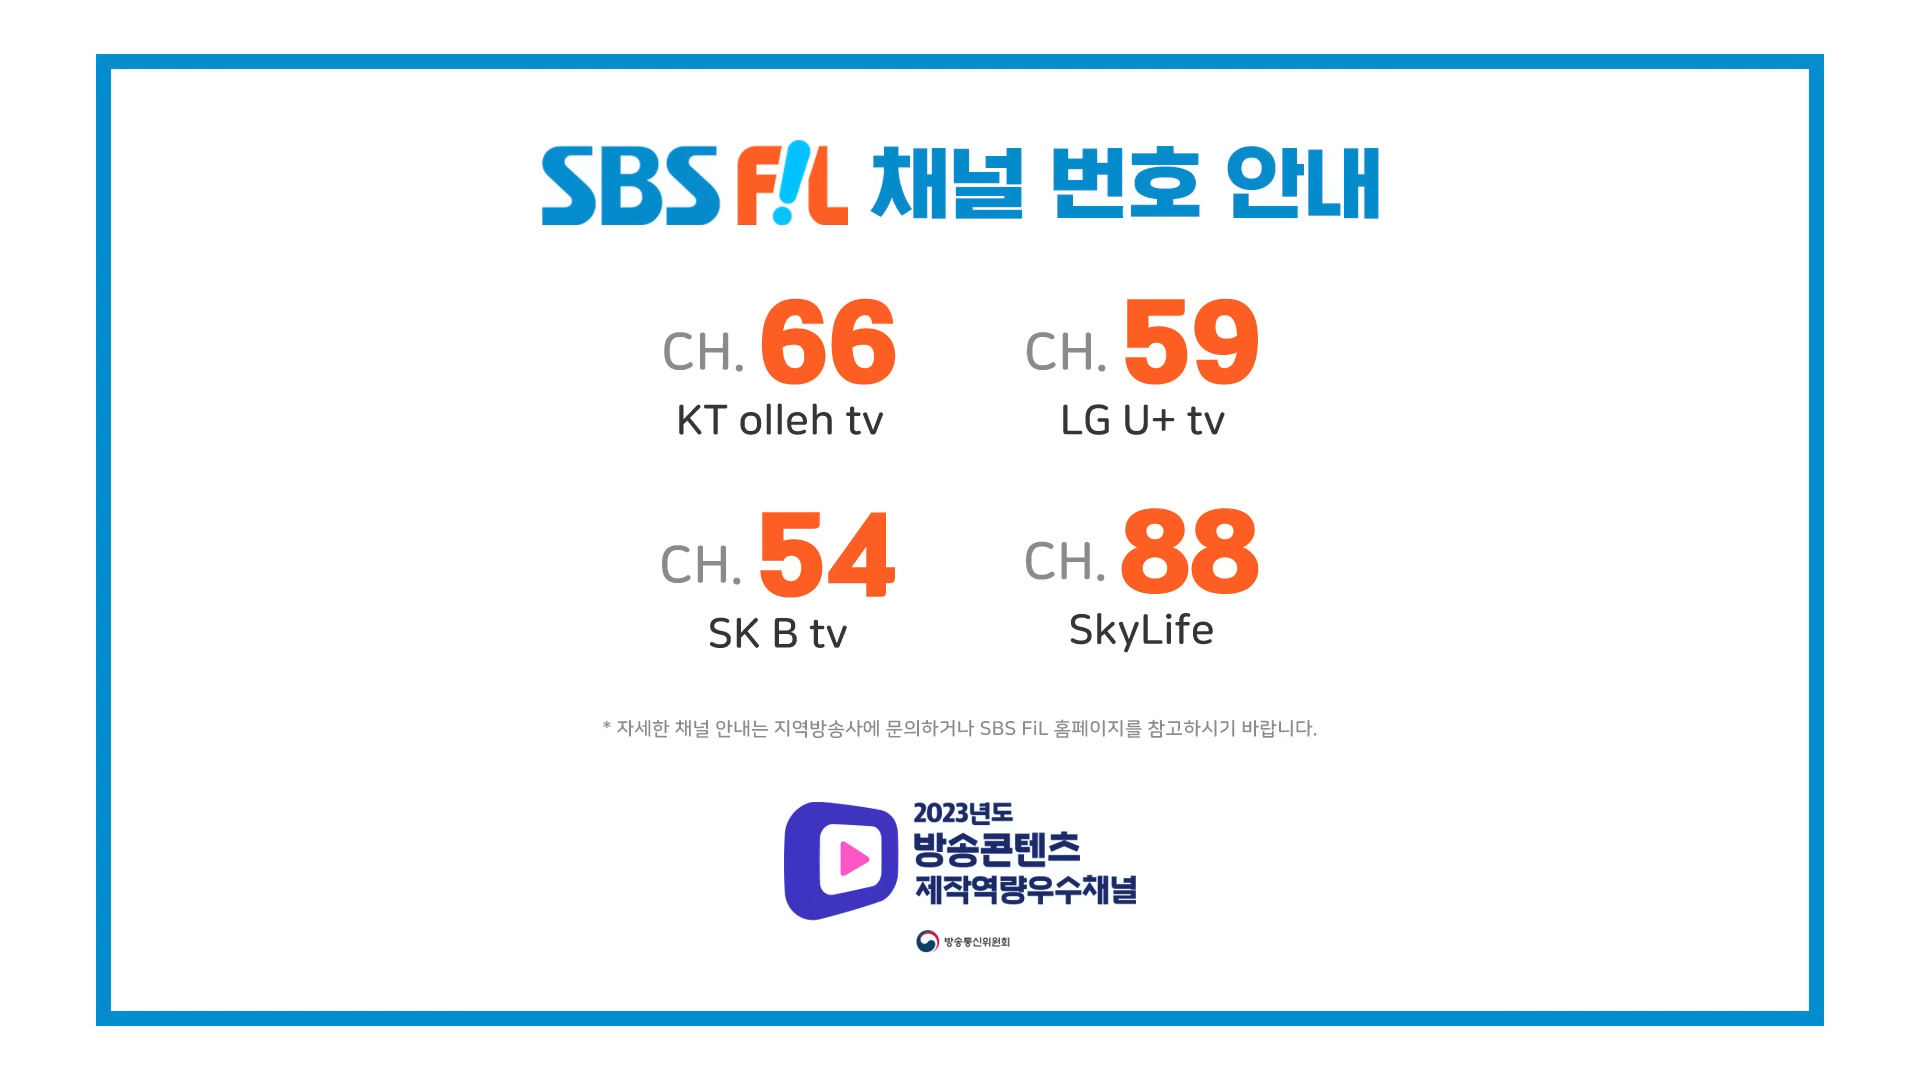 SBS F!L 채널 번호 안내
CH. 66
KT olleh tv
CH. 59
LG U+ tv
CH. 54
SK B tv
CH. 88
SkyLife
* 자세한 채널 안내는 지역방송사에 문의하거나 SBS FiL 홈페이지를 참고하시기 바랍니다.
2023년도
방송콘텐츠
제작역량우수채널
방송통신위원회